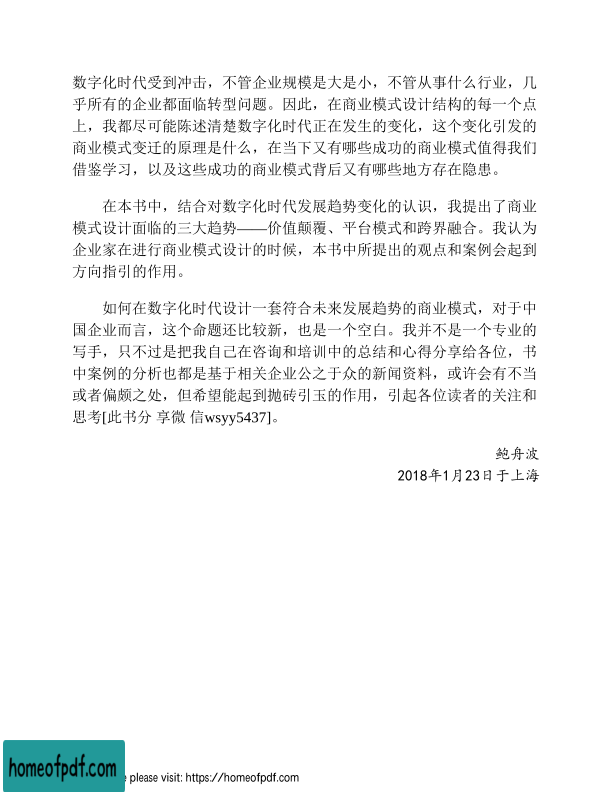 数字化时代受到冲击，不管企业规模是大是小，不管从事什么行业，几
乎所有的企业都面临转型问题。因此，在商业模式设计结构的每一个点
上，我都尽可能陈述清楚数字化时代正在发生的变化，这个变化引发的
商业模式变迁的原理是什么，在当下又有哪些成功的商业模式值得我们
借鉴学习，以及这些成功的商业模式背后又有哪些地方存在隐患。
在本书中，结合对数字化时代发展趋势变化的认识，我提出了商业
模式设计面临的三大趋势——价值颠覆、平台模式和跨界融合。我认为
企业家在进行商业模式设计的时候，本书中所提出的观点和案例会起到
方向指引的作用。
如何在数字化时代设计一套符合未来发展趋势的商业模式，对于中
国企业而言，这个命题还比较新，也是一个空白。我并不是一个专业的
写手，只不过是把我自己在咨询和培训中的总结和心得分享给各位，书
中案例的分析也都是基于相关企业公之于众的新闻资料，或许会有不当
或者偏颇之处，但希望能起到抛砖引玉的作用，引起各位读者的关注和
思考[此书分 享微 信wsyy5437]。
鲍舟波
2018年1月23日于上海
homeofpdf.com
e please visit: https://homeofpdf.com